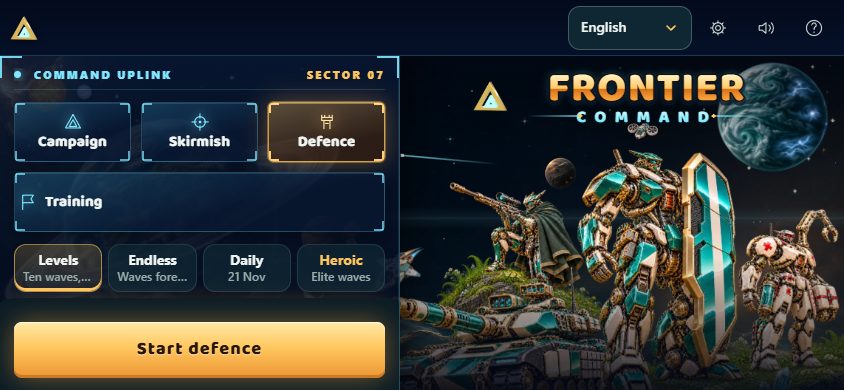 English
COMMAND UPLINK
SECTOR 07
Campaign
Skirmish
Defence
Training
Levels
Endless
Daily
Heroic
Ten waves,...
Waves fore...
21 Nov
Elite waves
Start defence
FRONTIER
COMMAND